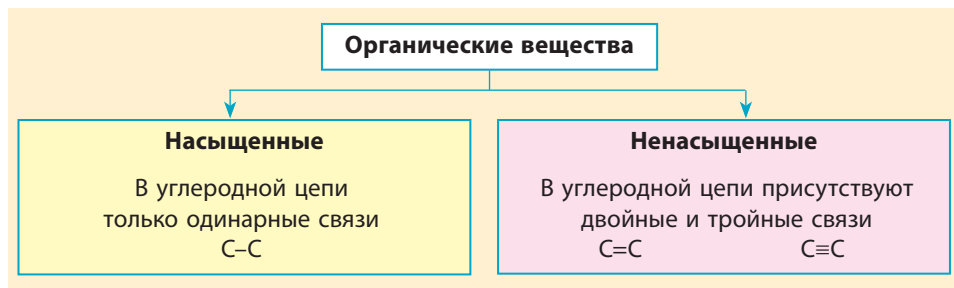 Органические вещества
Насыщенные
В углеродной цепи
только одинарные связи
С–С
Ненасыщенные
В углеродной цепи присутствуют
двойные и тройные связи
С=С С≡С